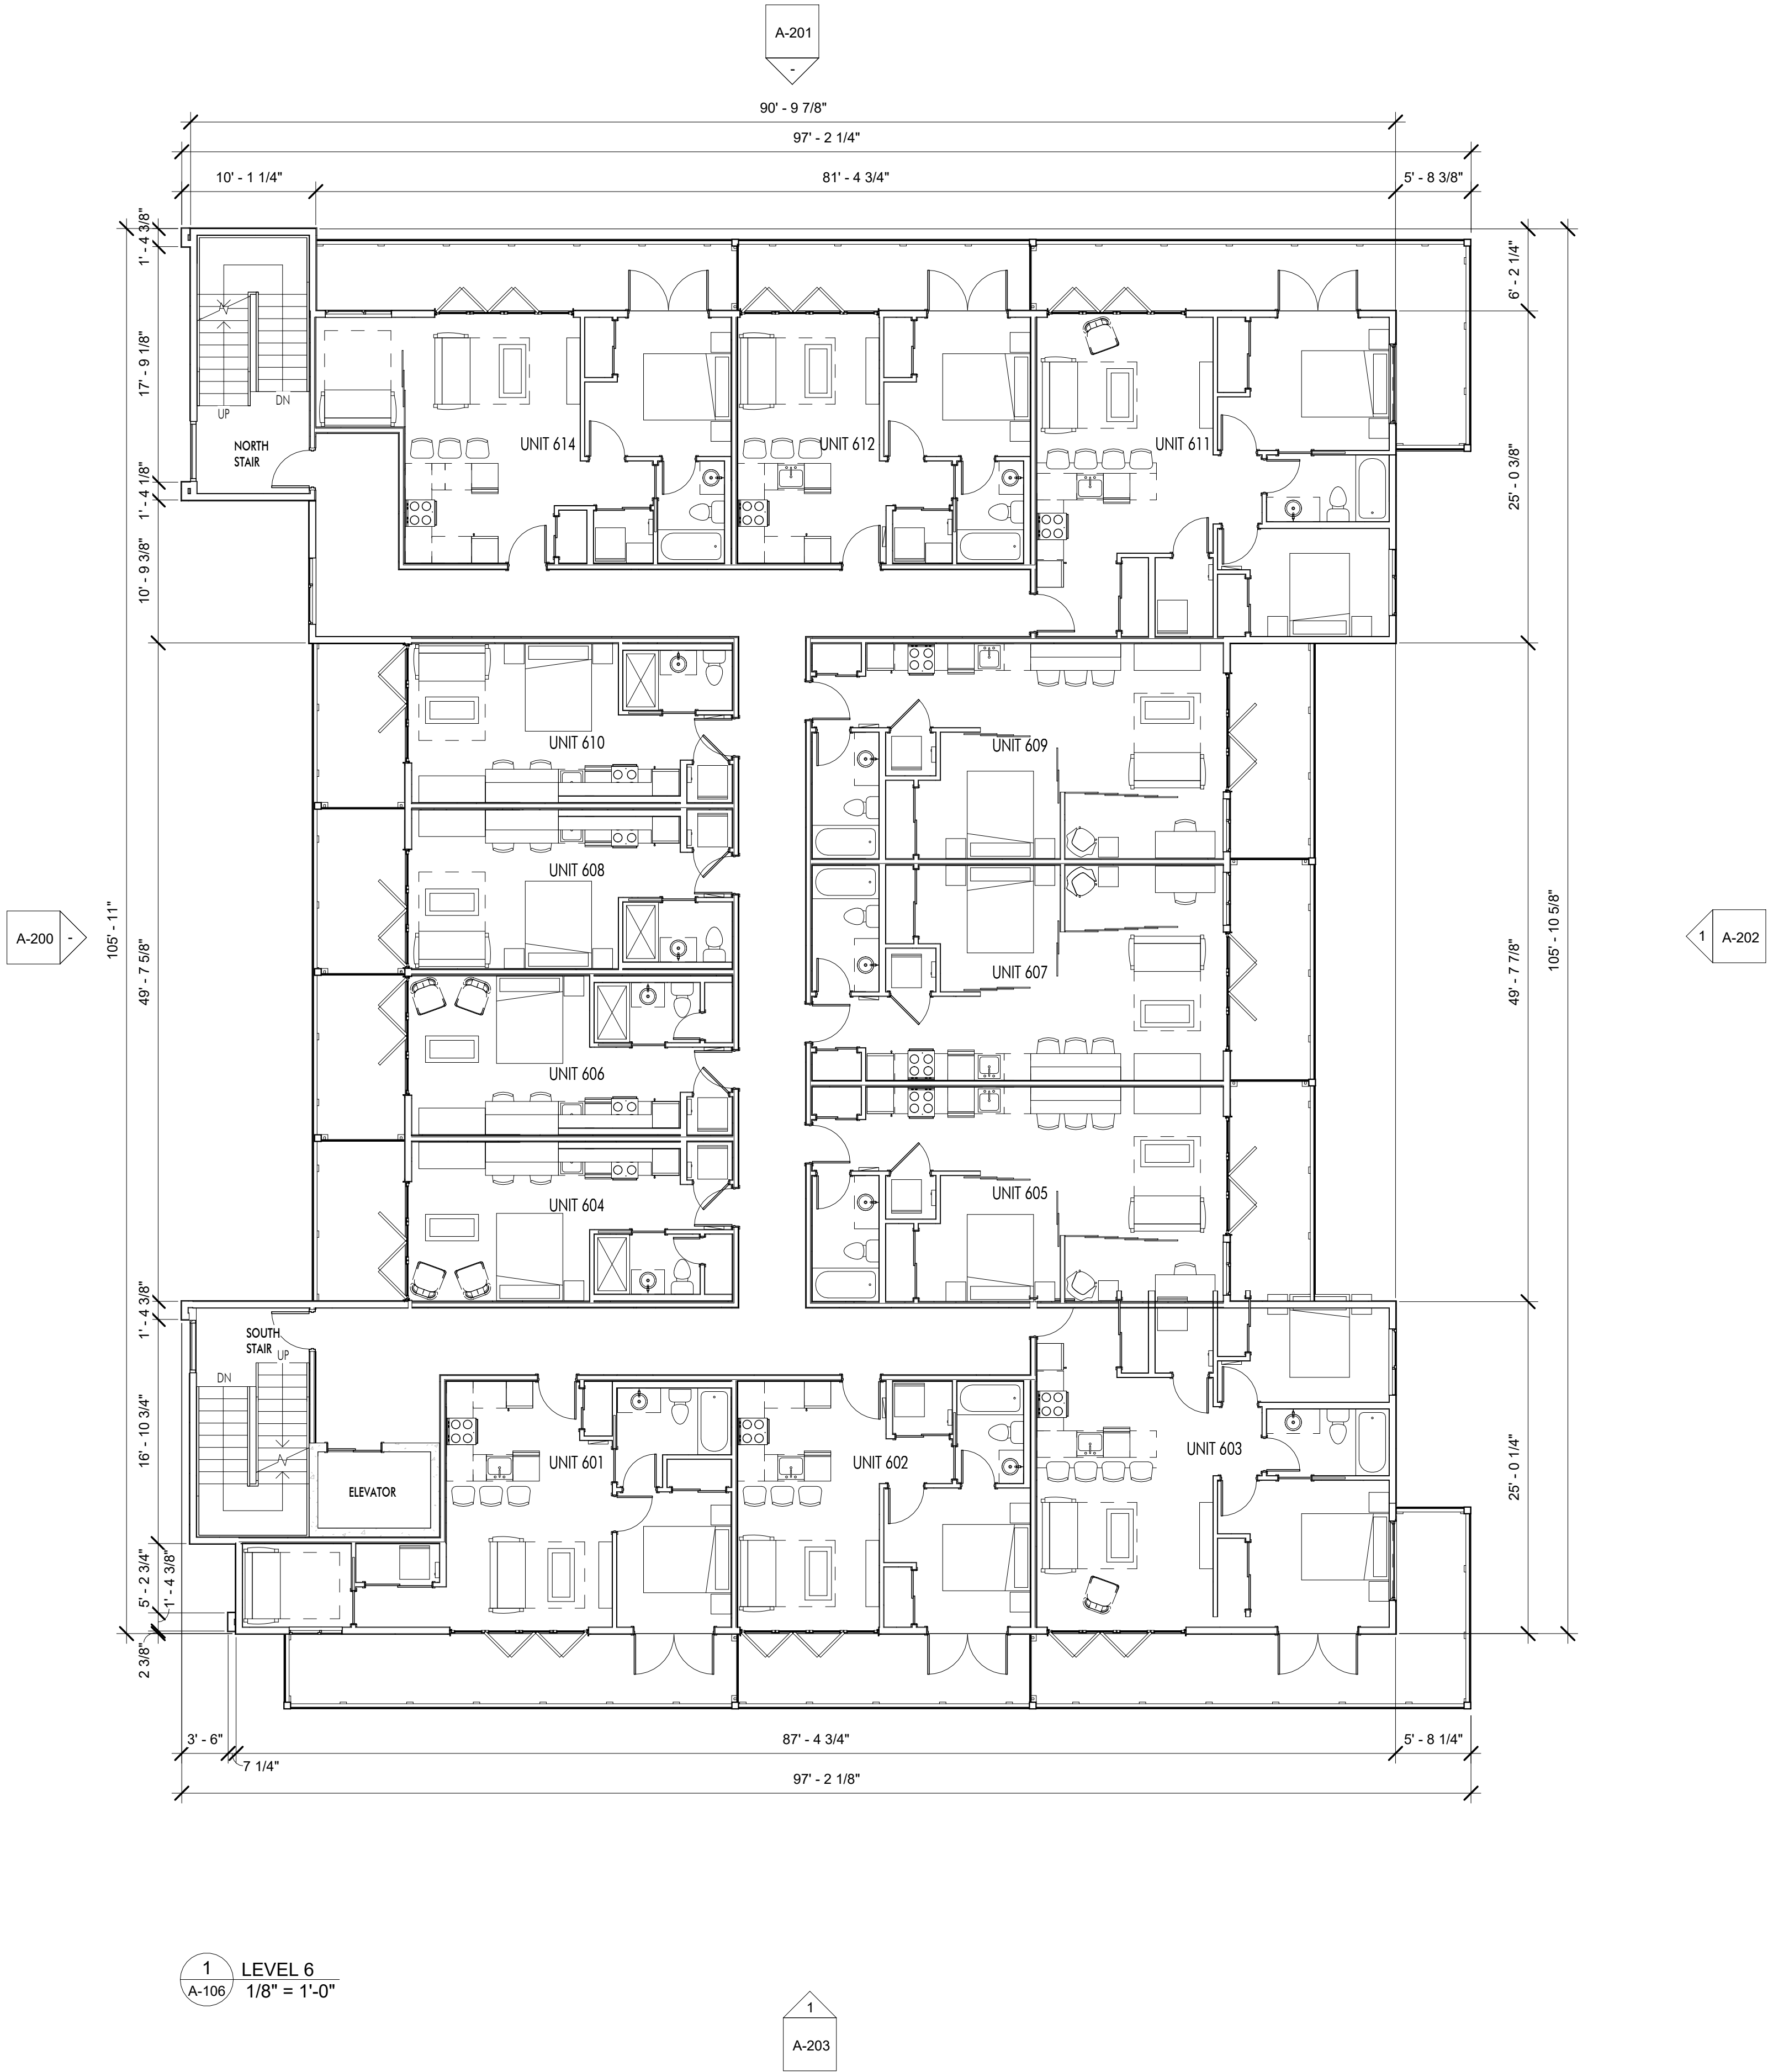 A-201
-
90' - 9 7/8"
97' - 2 1/4"
10' - 1 1/4"
81' - 4 3/4"
5' - 8 3/8"
1' - 4 3/8"
17' - 9 1/8"
1' - 4 1/8"
10' - 9 3/8"
105' - 11"
49' - 7 5/8"
1' - 4 3/8"
16' - 10 3/4"
5' - 2 3/4"
1' - 4 3/8"
2 3/8"
6' - 2 1/4"
25' - 0 3/8"
49' - 7 7/8"
105' - 10 5/8"
25' - 0 1/4"
UP
DN
NORTH
STAIR
UNIT 614
UNIT 612
UNIT 611
UNIT 610
UNIT 609
UNIT 608
A-200
-
1
A-202
UNIT 607
UNIT 606
UNIT 605
UNIT 604
SOUTH
STAIR
UP
DN
ELEVATOR
UNIT 601
UNIT 602
UNIT 603
3' - 6"
7 1/4"
87' - 4 3/4"
5' - 8 1/4"
97' - 2 1/8"
1
A-106
LEVEL 6
1/8" = 1'-0"
1
A-203